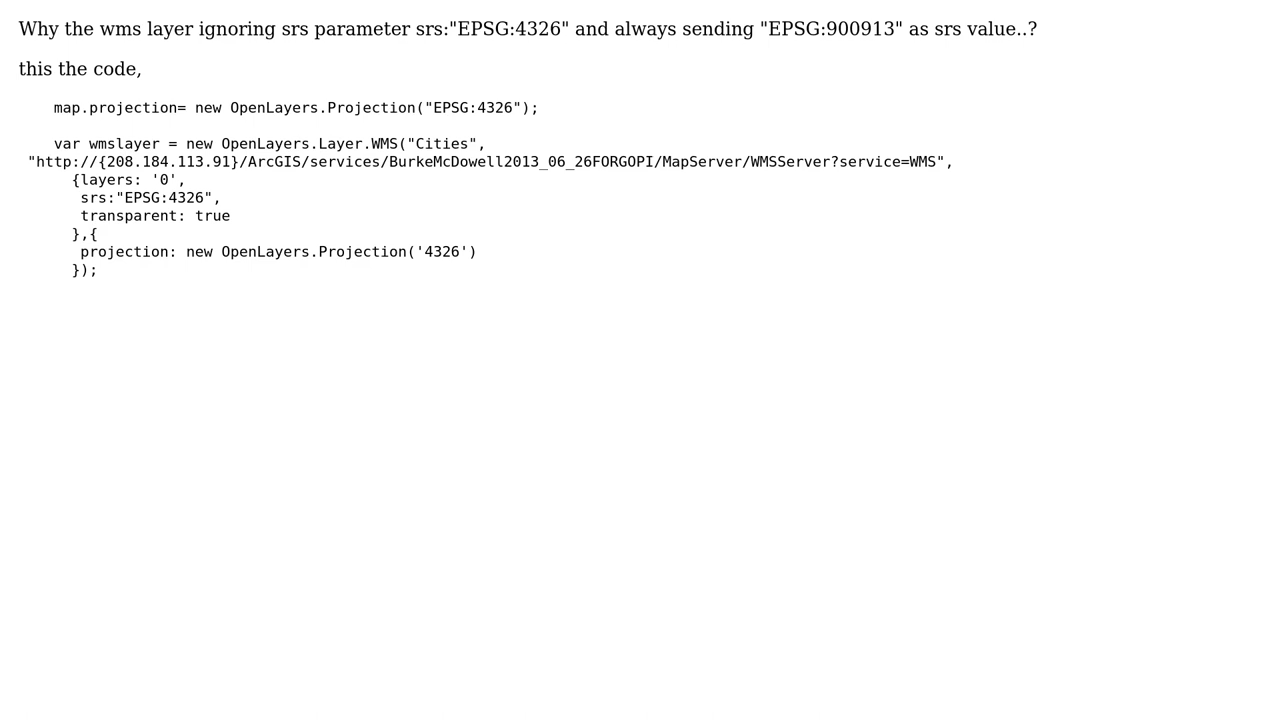 Why the wms layer ignoring srs parameter srs:"EPSG:4326" and always sending "EPSG:900913" as srs value..?
this the code,
map.projection= new OpenLayers.Projection("EPSG:4326");
var wmslayer = new OpenLayers.Layer.WMS("Cities",
"http://{208.184.113.91}/ArcGIS/services/BurkeMcDowell2013_06_26FORGOPI/MapServer/WMSServer?service=WMS",
{layers: '0',
srs:"EPSG:4326",
transparent: true
},{
projection: new OpenLayers.Projection('4326')
});